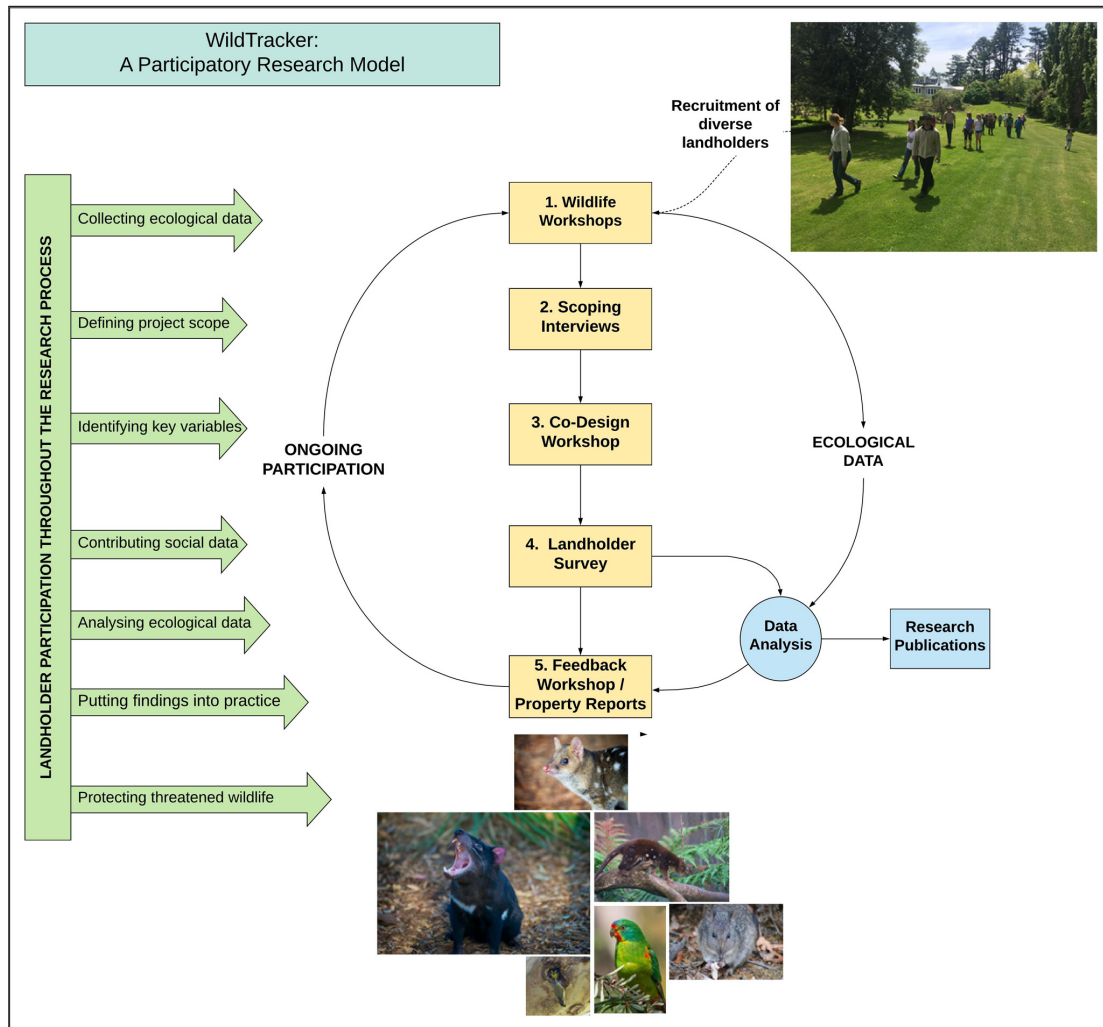 WildTracker:
A Participatory Research Model
Recruitment of
diverse
landholders
LANDHOLDER PARTICIPATION THROUGHOUT THE RESEARCH PROCESS
Collecting ecological data
Defining project scope
Identifying key variables
Contributing social data
Analysing ecological data
Putting findings into practice
Protecting threatened wildlife
ONGOING
PARTICIPATION
1. Wildlife
Workshops
2. Scoping
Interviews
3. Co-Design
Workshop
4. Landholder
Survey
5. Feedback
Workshop /
Property Reports
ECOLOGICAL
DATA
Data
Analysis
Research
Publications